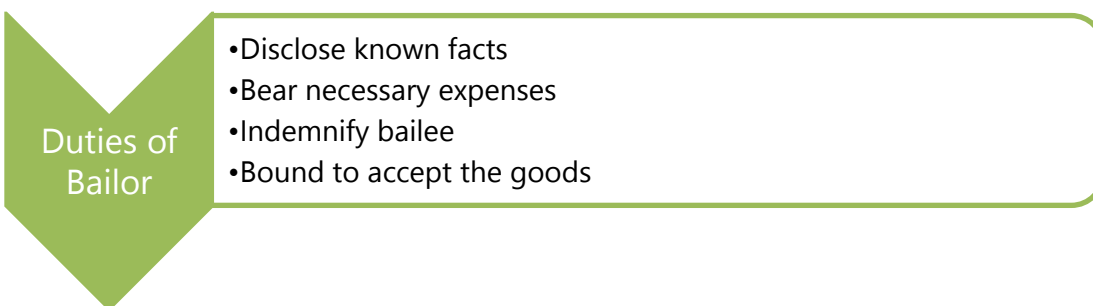 Duties of
Bailor
•Disclose known facts
•Bear necessary expenses
•Indemnify bailee
•Bound to accept the goods